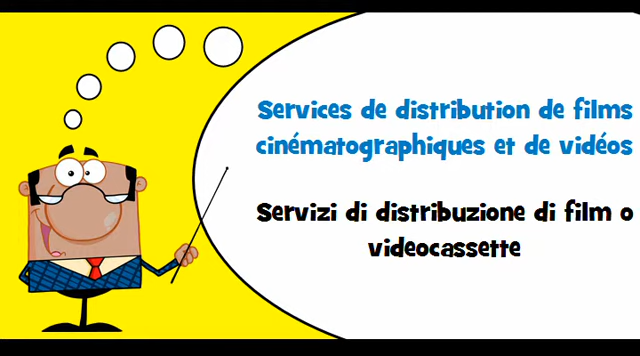 Services de distribution de films
cinématographiques et de vidéos
Servizi di distribuzione di film o
videocassette